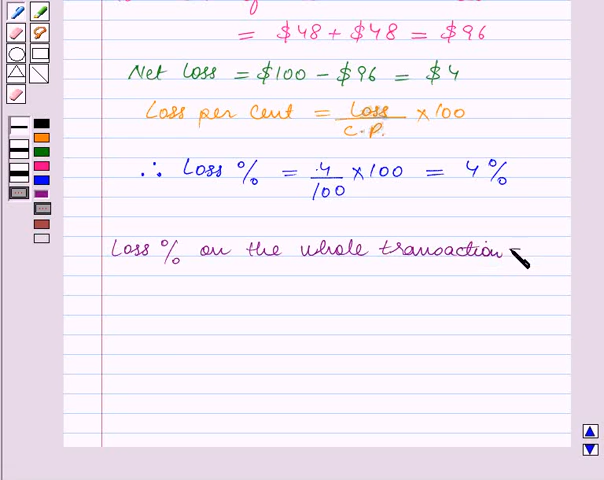 = $48 + $48 = $96
Net Loss = $100 - $96 = $4
Loss per cent = Loss/C.P. × 100
∴ Loss % = 4/100 × 100 = 4%
Loss % on the whole transaction =